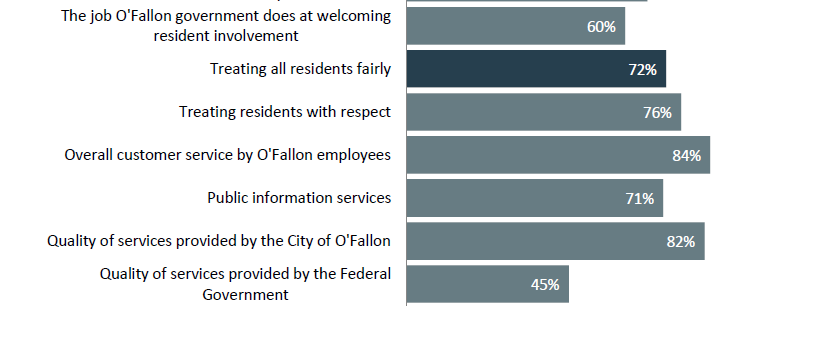 The job O'Fallon government does at welcoming
resident involvement
60%
Treating all residents fairly
72%
Treating residents with respect
76%
Overall customer service by O'Fallon employees
84%
Public information services
71%
Quality of services provided by the City of O'Fallon
82%
Quality of services provided by the Federal
Government
45%